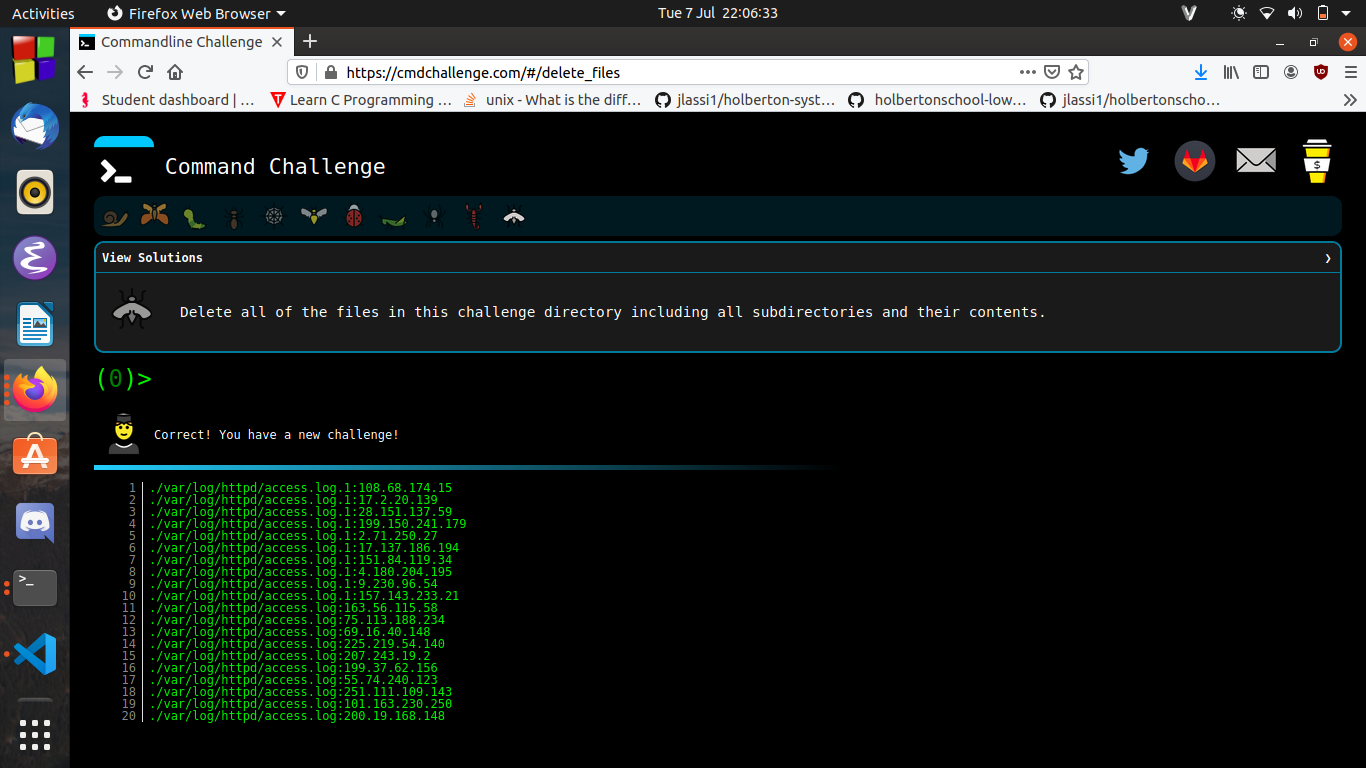 Activities
Firefox Web Browser
Tue 7 Jul 22:06:33
Commandline Challenge
https://cmdchallenge.com/#/delete_files
Student dashboard | …
Learn C Programming …
unix - What is the diff…
jlassi1/holberton-syst…
holbertonschool-low…
jlassi1/holbertonscho…
Command Challenge
$
View Solutions
Delete all of the files in this challenge directory including all subdirectories and their contents.
(0)>
Correct! You have a new challenge!
1 ./var/log/httpd/access.log.1:108.68.174.15
2 ./var/log/httpd/access.log.1:17.2.20.139
3 ./var/log/httpd/access.log.1:28.151.137.59
4 ./var/log/httpd/access.log.1:199.150.241.179
5 ./var/log/httpd/access.log.1:2.71.250.27
6 ./var/log/httpd/access.log.1:17.137.186.194
7 ./var/log/httpd/access.log.1:151.84.119.34
8 ./var/log/httpd/access.log.1:4.180.204.195
9 ./var/log/httpd/access.log.1:9.230.96.54
10 ./var/log/httpd/access.log.1:157.143.233.21
11 ./var/log/httpd/access.log:163.56.115.58
12 ./var/log/httpd/access.log:75.113.188.234
13 ./var/log/httpd/access.log:69.16.40.148
14 ./var/log/httpd/access.log:225.219.54.140
15 ./var/log/httpd/access.log:207.243.19.2
16 ./var/log/httpd/access.log:199.37.62.156
17 ./var/log/httpd/access.log:55.74.240.123
18 ./var/log/httpd/access.log:251.111.109.143
19 ./var/log/httpd/access.log:101.163.230.250
20 ./var/log/httpd/access.log:200.19.168.148